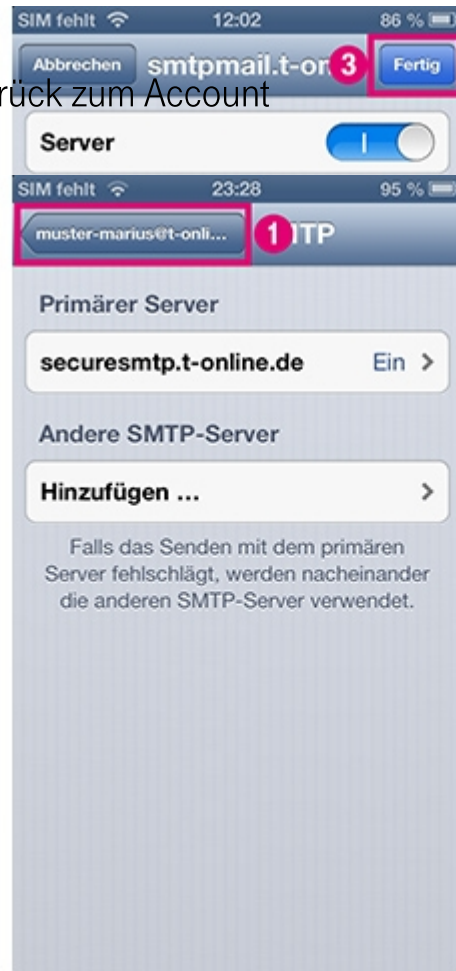 SIM fehlt 12:02 86 %
Abbrechen smtpmail.t-on 3 Fertig
rück zum Account
Server
SIM fehlt 23:28 95 %
muster-marius@t-onli... 1 TP
Primärer Server
securesmtp.t-online.de Ein >
Andere SMTP-Server
Hinzufügen ... >
Falls das Senden mit dem primären
Server fehlschlägt, werden nacheinander
die anderen SMTP-Server verwendet.